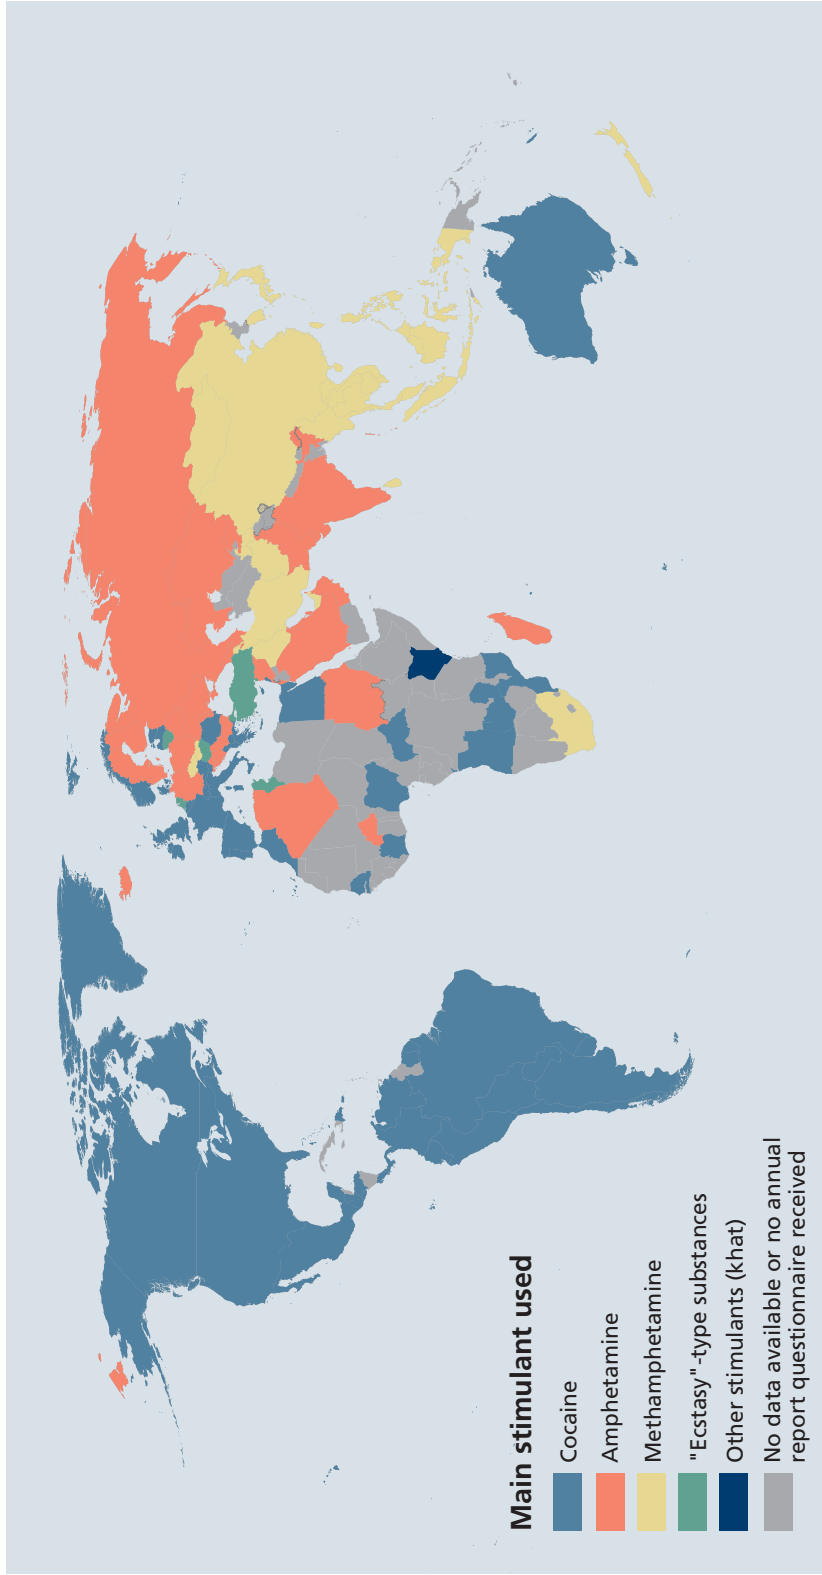 Main stimulant used
Cocaine
Amphetamine
Methamphetamine
"Ecstasy"-type substances
Other stimulants (khat)
No data available or no annual
report questionnaire received